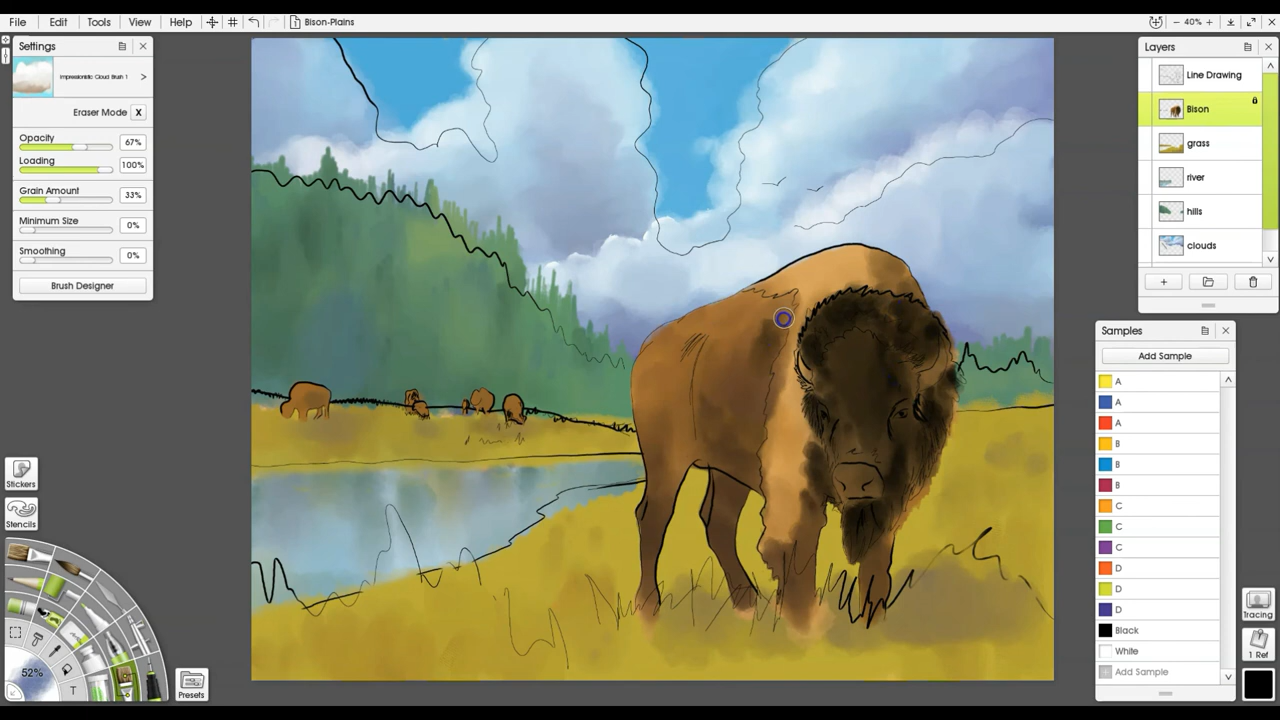 File Edit Tools View Help Bison-Plains 40%
Settings
Impressionistic Cloud Brush 1
Eraser Mode X
Opacity 67%
Loading 100%
Grain Amount 33%
Minimum Size 0%
Smoothing 0%
Brush Designer
Stickers
Stencils
52%
T
Presets
Layers
Line Drawing
Bison
grass
river
hills
clouds
Samples
Add Sample
A
A
A
B
B
B
C
C
C
D
D
D
Black
White
Add Sample
Tracing
1 Ref